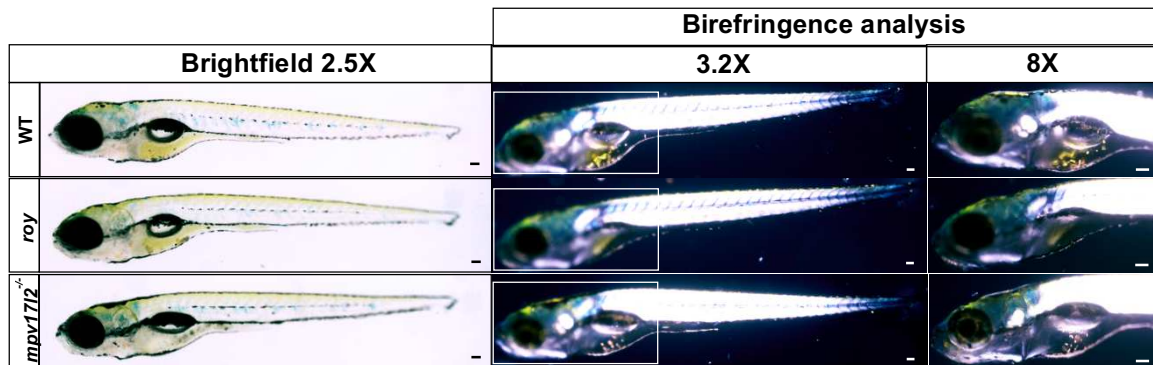 Birefringence analysis
Brightfield 2.5X
3.2X
8X
WT
roy
mpv17l2-/-